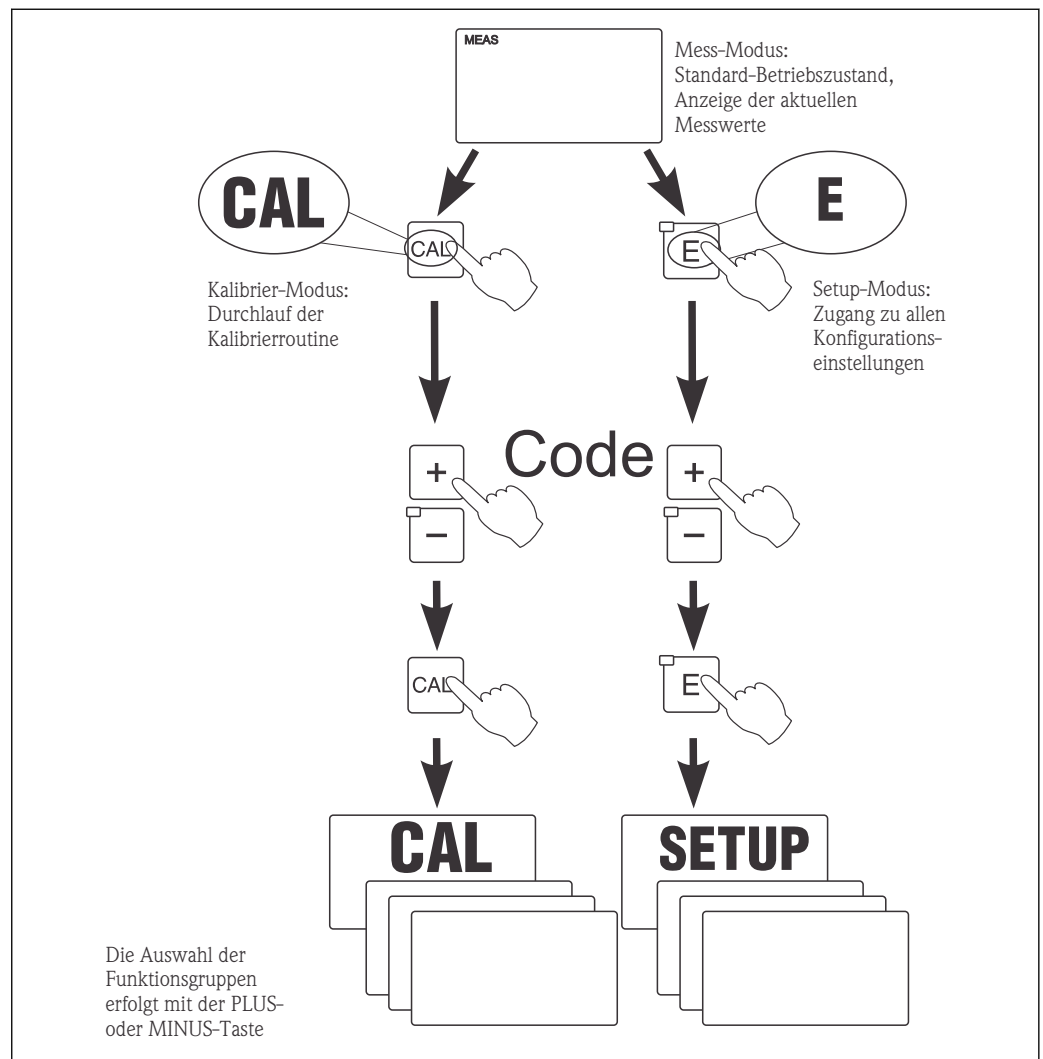 MEAS
Mess-Modus:
Standard-Betriebszustand,
Anzeige der aktuellen
Messwerte
CAL
CAL
E
E
Kalibrier-Modus:
Durchlauf der
Kalibrierroutine
Setup-Modus:
Zugang zu allen
Konfigurations-
einstellungen
+
Code
+
–
–
CAL
E
CAL
SETUP
Die Auswahl der
Funktionsgruppen
erfolgt mit der PLUS-
oder MINUS-Taste